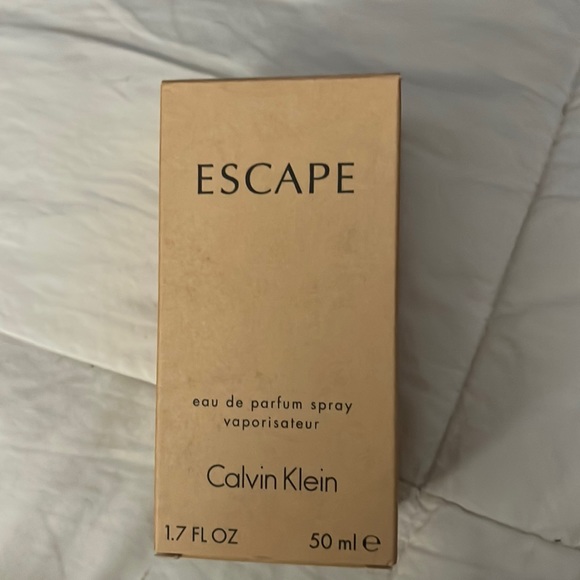 ESCAPE
eau de parfum spray
vaporisateur
Calvin Klein
1.7 FL OZ 50 ml ℮